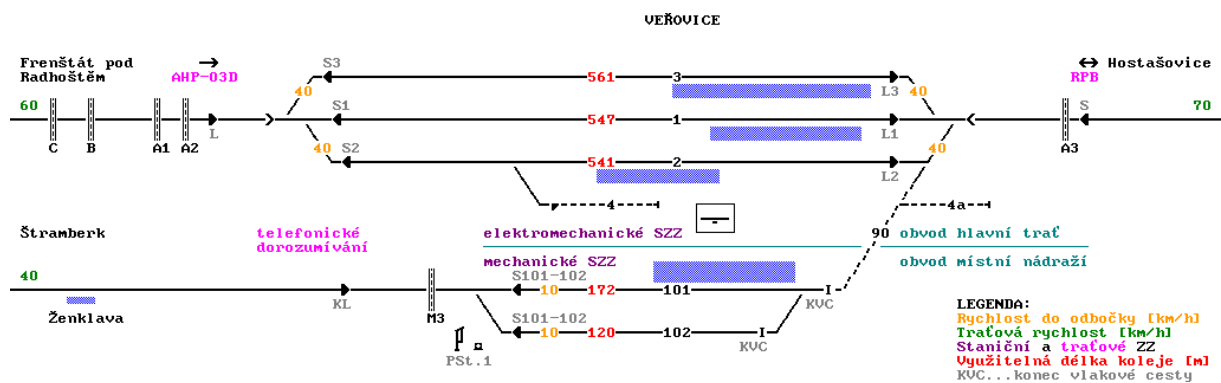 VEŘOVICE
Frenštát pod
Radhoštěm
→
AHP-03D
S3
561
3
L3
↔
RPB
Hostašovice
60
40
40
70
S1
547
1
L1
S
L
C
B
A1
A2
A3
40
S2
541
2
L2
40
4
4a
Štramberk
telefonické
dorozumívání
elektromechanické SZZ
mechanické SZZ
90
obvod hlavní trať
obvod místní nádraží
40
S101-102
10
172
101
KVC
KL
M3
Ženklava
S101-102
10
120
102
KVC
PSt.1
LEGENDA:
Rychlost do odbočky [km/h]
Traťová rychlost [km/h]
Staniční a traťové ZZ
Využitelná délka koleje [m]
KVC...konec vlakové cesty